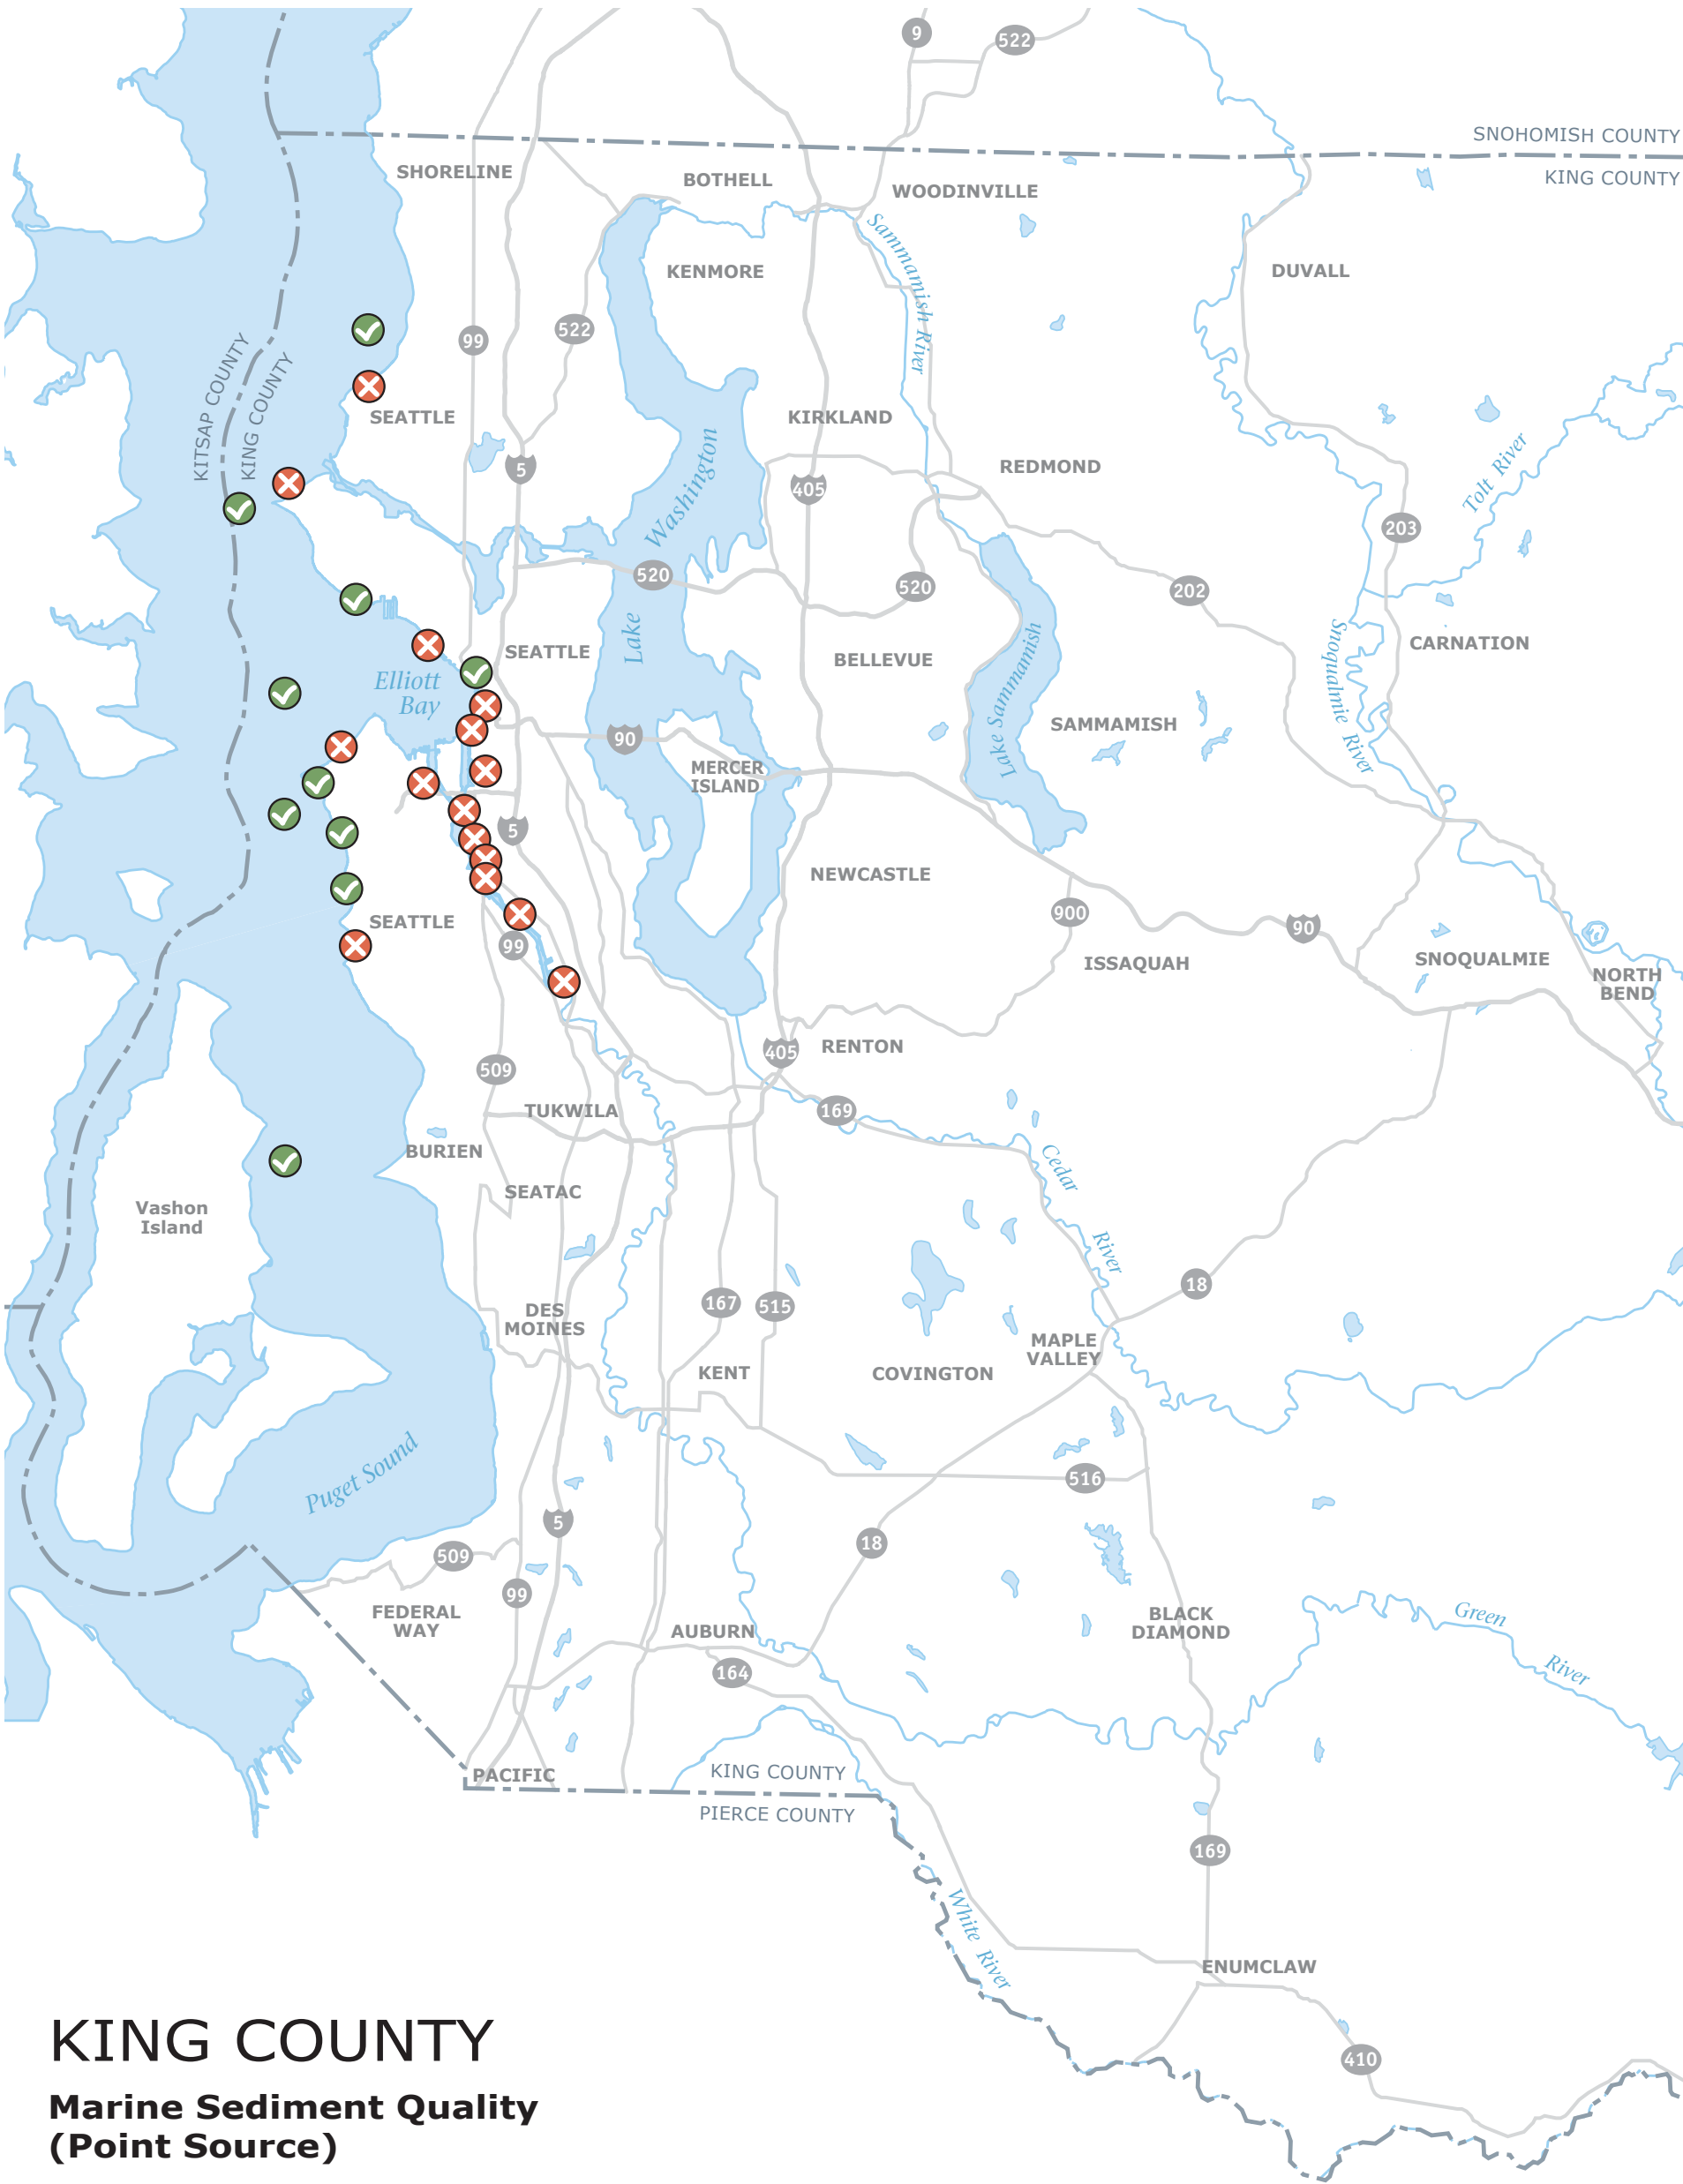 9
522
SNOHOMISH COUNTY
KING COUNTY
SHORELINE
BOTHELL
WOODINVILLE
Sammamish River
KENMORE
DUVALL
99
522
KITSAP COUNTY
KING COUNTY
SEATTLE
KIRKLAND
5
405
REDMOND
Tolt River
203
Lake Washington
520
520
202
SEATTLE
BELLEVUE
CARNATION
Elliott
Bay
Lake Sammamish
SAMMAMISH
Snoqualmie River
90
MERCER
ISLAND
5
NEWCASTLE
900
90
SEATTLE
99
ISSAQUAH
SNOQUALMIE
NORTH
BEND
405
RENTON
509
TUKWILA
169
BURIEN
Cedar River
SEATAC
Vashon
Island
18
167
515
DES
MOINES
MAPLE
VALLEY
KENT
COVINGTON
Puget Sound
516
5
18
509
99
FEDERAL
WAY
AUBURN
BLACK
DIAMOND
Green River
164
PACIFIC
KING COUNTY
PIERCE COUNTY
169
White River
ENUMCLAW
410
KING COUNTY
Marine Sediment Quality
(Point Source)